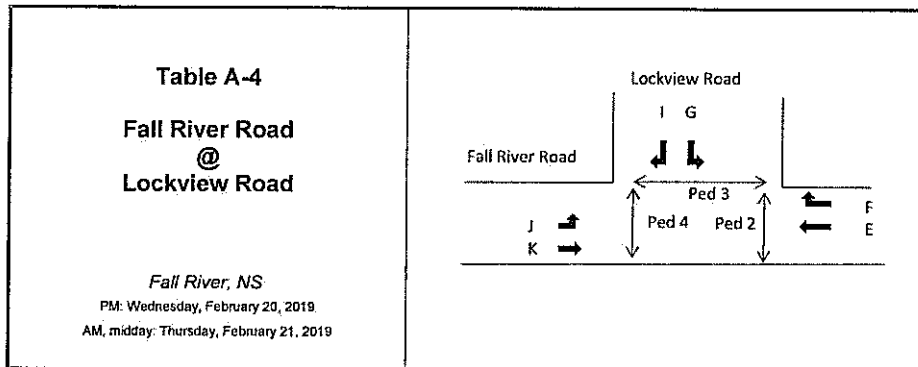 Table A-4
Fall River Road
@
Lockview Road
Fall River, NS
PM: Wednesday, February 20, 2019
AM, midday: Thursday, February 21, 2019
Lockview Road
I G
Fall River Road
Ped 3
J
Ped 4
Ped 2
F
K
E